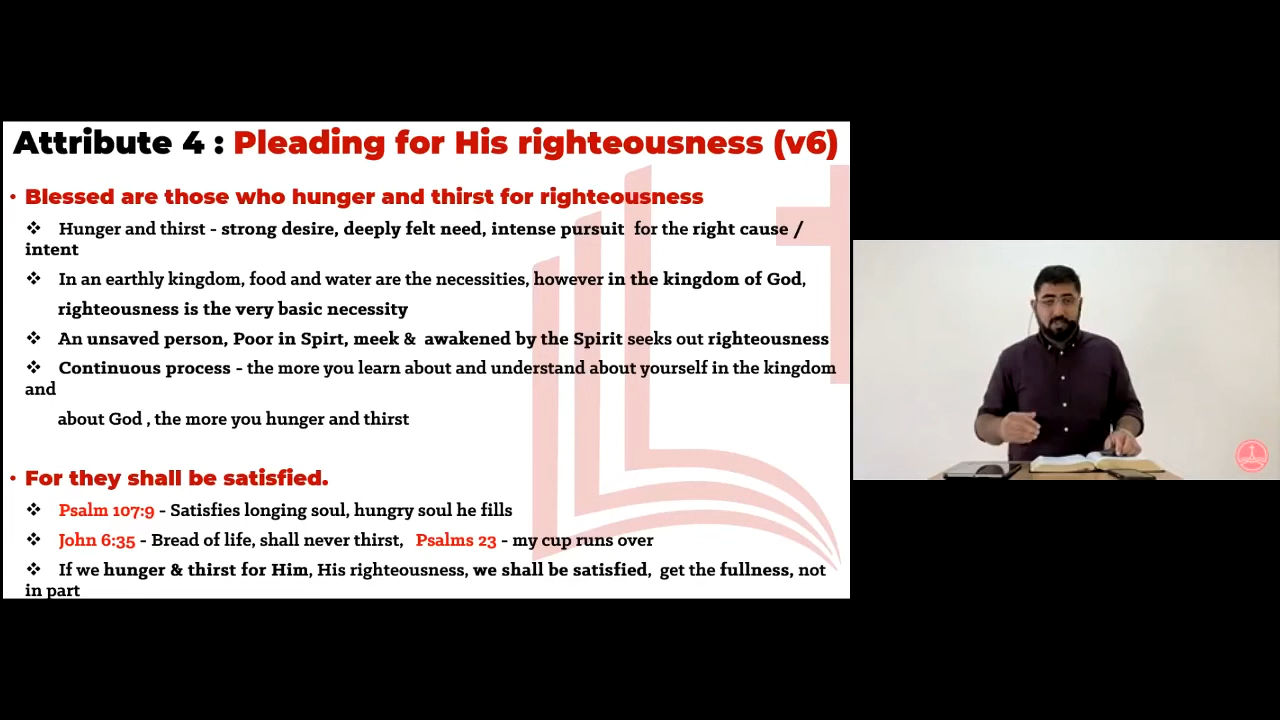 Attribute 4 : Pleading for His righteousness (v6)
• Blessed are those who hunger and thirst for righteousness
❖ Hunger and thirst - strong desire, deeply felt need, intense pursuit for the right cause /
intent
❖ In an earthly kingdom, food and water are the necessities, however in the kingdom of God,
righteousness is the very basic necessity
❖ An unsaved person, Poor in Spirt, meek & awakened by the Spirit seeks out righteousness
❖ Continuous process - the more you learn about and understand about yourself in the kingdom
and
about God , the more you hunger and thirst
• For they shall be satisfied.
❖ Psalm 107:9 - Satisfies longing soul, hungry soul he fills
❖ John 6:35 - Bread of life, shall never thirst, Psalms 23 - my cup runs over
❖ If we hunger & thirst for Him, His righteousness, we shall be satisfied, get the fullness, not
in part